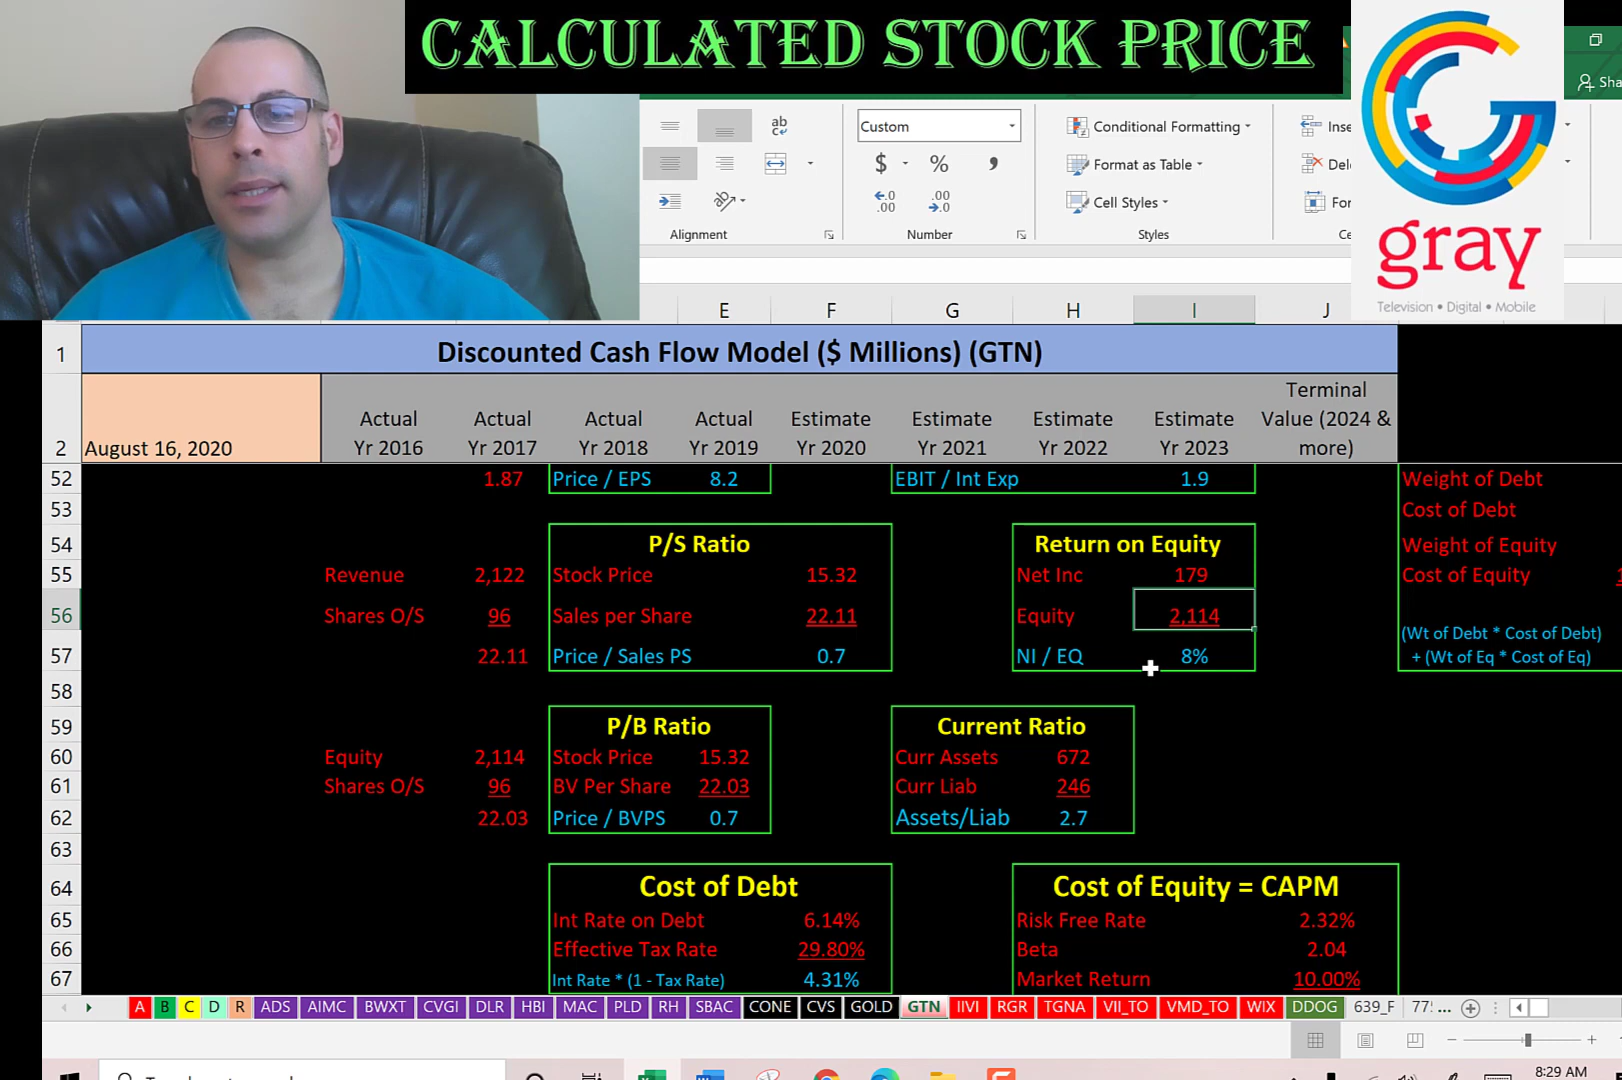 CALCULATED STOCK PRICE
gray
Television • Digital • Mobile
Sha
ab
Custom
Conditional Formatting
Inse
$ % 9
Format as Table
Del
.00
.00
Cell Styles
For
Alignment
Number
Styles
Ce
E F G H I J
1 Discounted Cash Flow Model ($ Millions) (GTN)
2 August 16, 2020
Actual Yr 2016
Actual Yr 2017
Actual Yr 2018
Actual Yr 2019
Estimate Yr 2020
Estimate Yr 2021
Estimate Yr 2022
Estimate Yr 2023
Terminal Value (2024 & more)
52 1.87 Price / EPS 8.2 EBIT / Int Exp 1.9 Weight of Debt
53 Cost of Debt
54 P/S Ratio Return on Equity Weight of Equity
55 Revenue 2,122 Stock Price 15.32 Net Inc 179 Cost of Equity
56 Shares O/S 96 Sales per Share 22.11 Equity 2,114
(Wt of Debt * Cost of Debt)
57 22.11 Price / Sales PS 0.7 NI / EQ 8% + (Wt of Eq * Cost of Eq)
58
59 P/B Ratio Current Ratio
60 Equity 2,114 Stock Price 15.32 Curr Assets 672
61 Shares O/S 96 BV Per Share 22.03 Curr Liab 246
62 22.03 Price / BVPS 0.7 Assets/Liab 2.7
63
64 Cost of Debt Cost of Equity = CAPM
65 Int Rate on Debt 6.14% Risk Free Rate 2.32%
66 Effective Tax Rate 29.80% Beta 2.04
67 Int Rate * (1 - Tax Rate) 4.31% Market Return 10.00%
A B C D R ADS AIMC BWXT CVGI DLR HBI MAC PLD RH SBAC CONE CVS GOLD GTN IIVI RGR TGNA VII_TO VMD_TO WIX DDOG 639_F 77 ...
8:29 AM